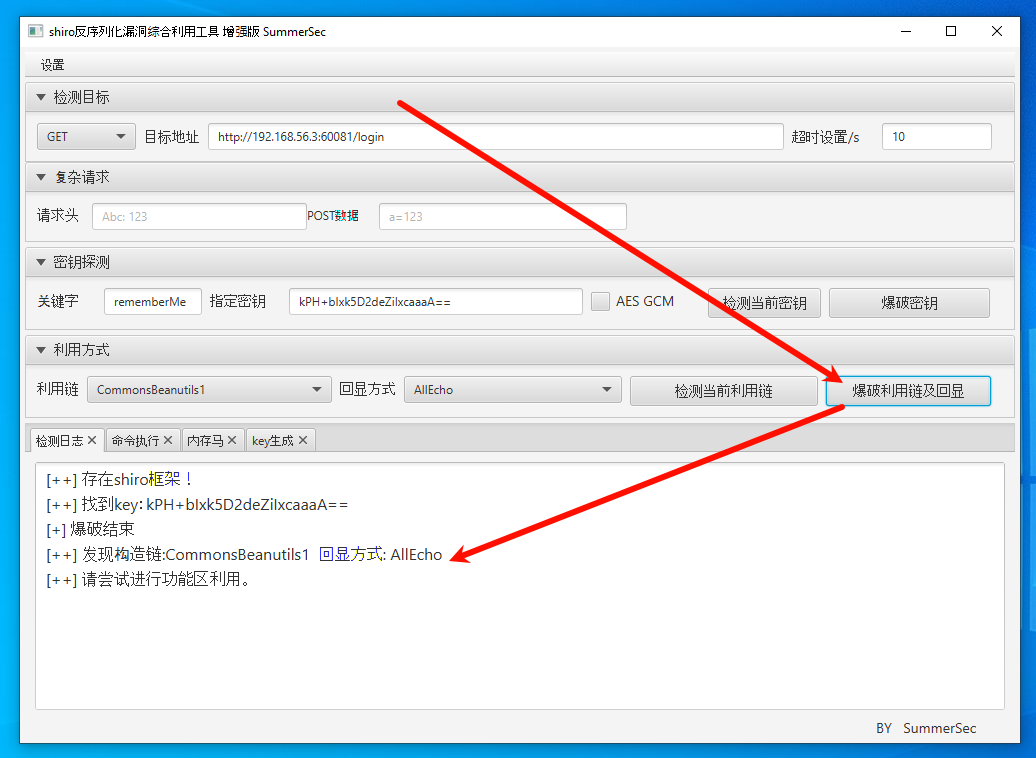 shiro反序列化漏洞综合利用工具 增强版 SummerSec
设置
检测目标
GET 目标地址 http://192.168.56.3:60081/login 超时设置/s 10
复杂请求
请求头 Abc: 123 POST数据 a=123
密钥探测
关键字 rememberMe 指定密钥 kPH+bIxk5D2deZiIxcaaaA== AES GCM 检测当前密钥 爆破密钥
利用方式
利用链 CommonsBeanutils1 回显方式 AllEcho 检测当前利用链 爆破利用链及回显
检测日志 命令执行 内存马 key生成
[++] 存在shiro框架！
[++] 找到key: kPH+bIxk5D2deZiIxcaaaA==
[+] 爆破结束
[++] 发现构造链:CommonsBeanutils1 回显方式: AllEcho
[++] 请尝试进行功能区利用。
BY SummerSec